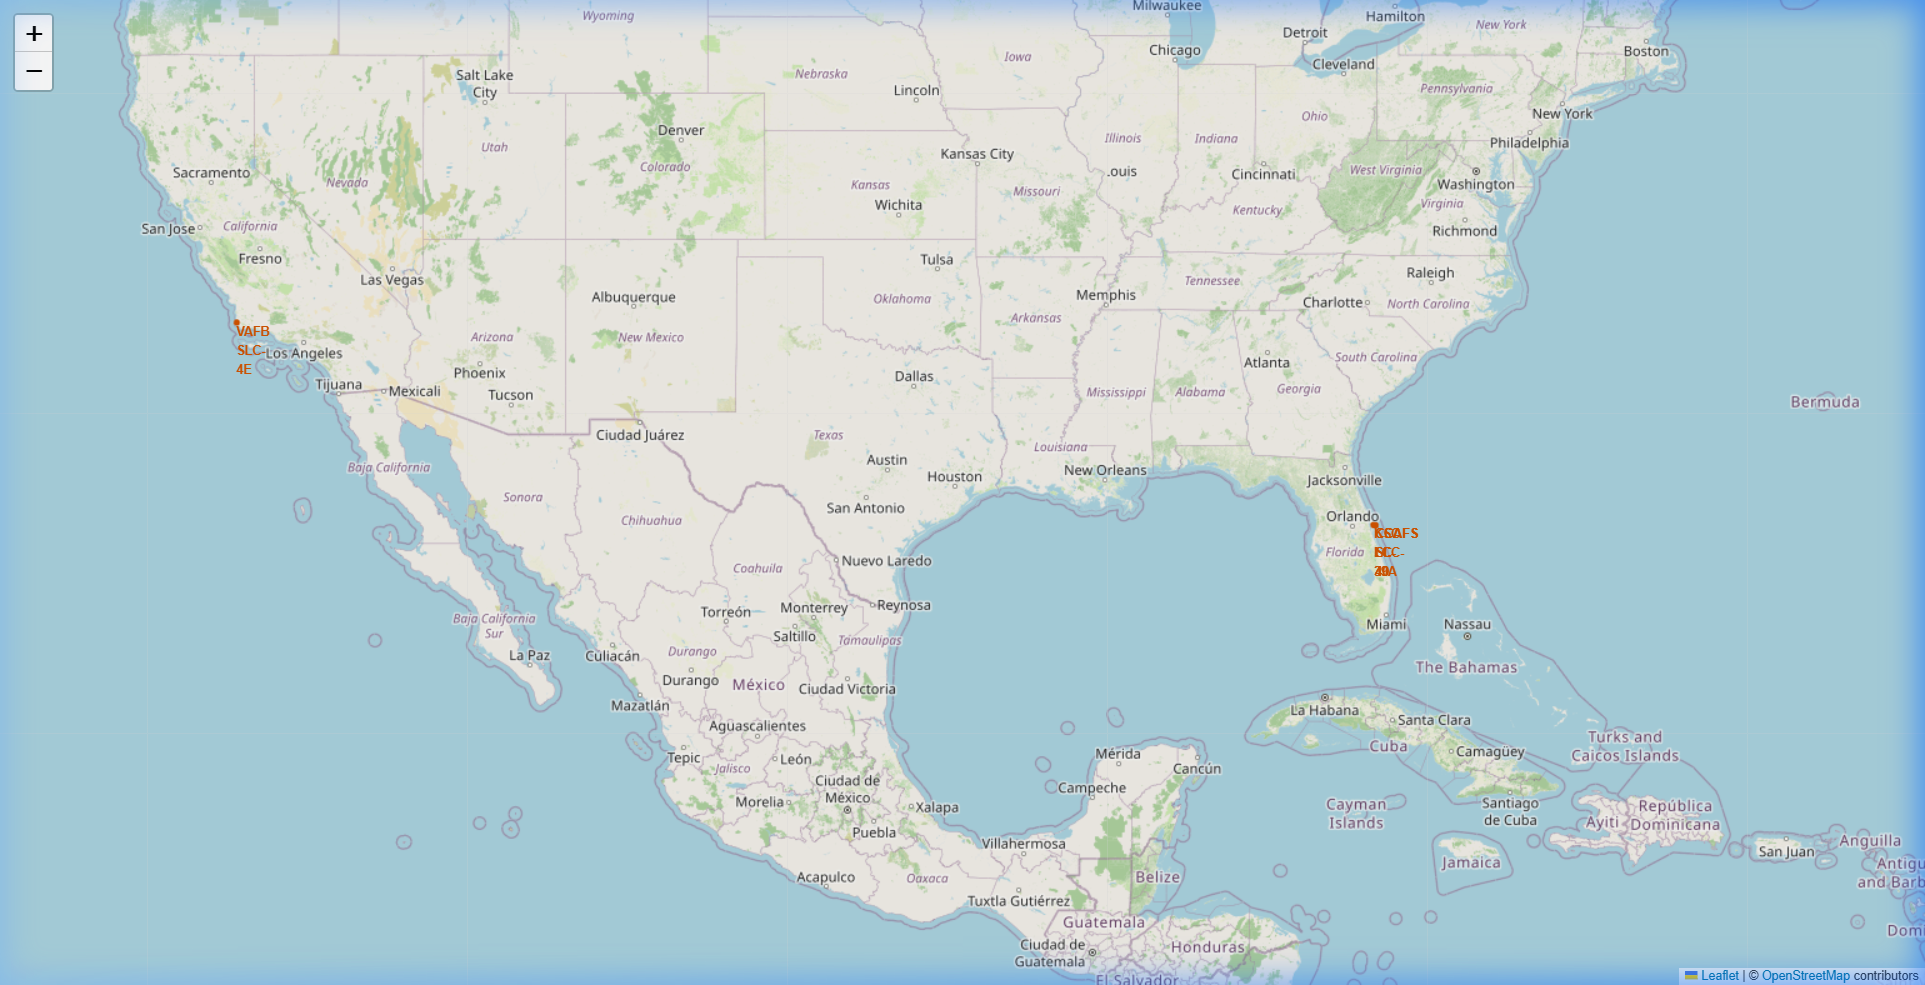 +
−
Wyoming
Milwaukee
Hamilton
New York
Detroit
Chicago
Boston
Iowa
Cleveland
Salt Lake
City
Nebraska
Lincoln
Pennsylvania
New York
Ohio
Denver
Illinois
Indiana
Philadelphia
Utah
Kansas City
Colorado
Sacramento
Nevada
Kansas
Missouri
.ouis
Cincinnati
West Virginia
Washington
Wichita
Virginia
Kentucky
San Jose
California
Richmond
Fresno
Tulsa
Las Vegas
Raleigh
Tennessee
Albuquerque
Oklahoma
Memphis
Charlotte
North Carolina
Arkansas
VAFB
SLC-
4E
Arizona
New Mexico
Los Angeles
South Carolina
Atlanta
Phoenix
Dallas
Tijuana
Mexicali
Tucson
Mississippi
Alabama
Georgia
Bermuda
Ciudad Juárez
Texas
Louisiana
Austin
Baja California
New Orleans
Houston
Jacksonville
Sonora
San Antonio
Chihuahua
Orlando
Florida
Nuevo Laredo
Coahuila
Reynosa
Torreón
Monterrey
Baja California
Sur
Saltillo
Tamaulipas
Miami
Nassau
La Paz
Culiacán
Durango
The Bahamas
Durango
México
Ciudad Victoria
Mazatlán
La Habana
Santa Clara
Aguascalientes
Turks and
Caicos Islands
Cuba
Camagüey
Tepic
León
Mérida
Cancún
Jalisco
Ciudad de
México
Campeche
Morelia
Xalapa
Cayman
Islands
Santiago
de Cuba
República
Dominicana
Ayiti
Puebla
Villahermosa
San Juan
Anguilla
Jamaica
Acapulco
Oaxaca
Belize
Antigu
and Barb
Tuxtla Gutiérrez
Guatemala
Domi
Ciudad de
Guatemala
Honduras
El Salvador
Leaflet | © OpenStreetMap contributors